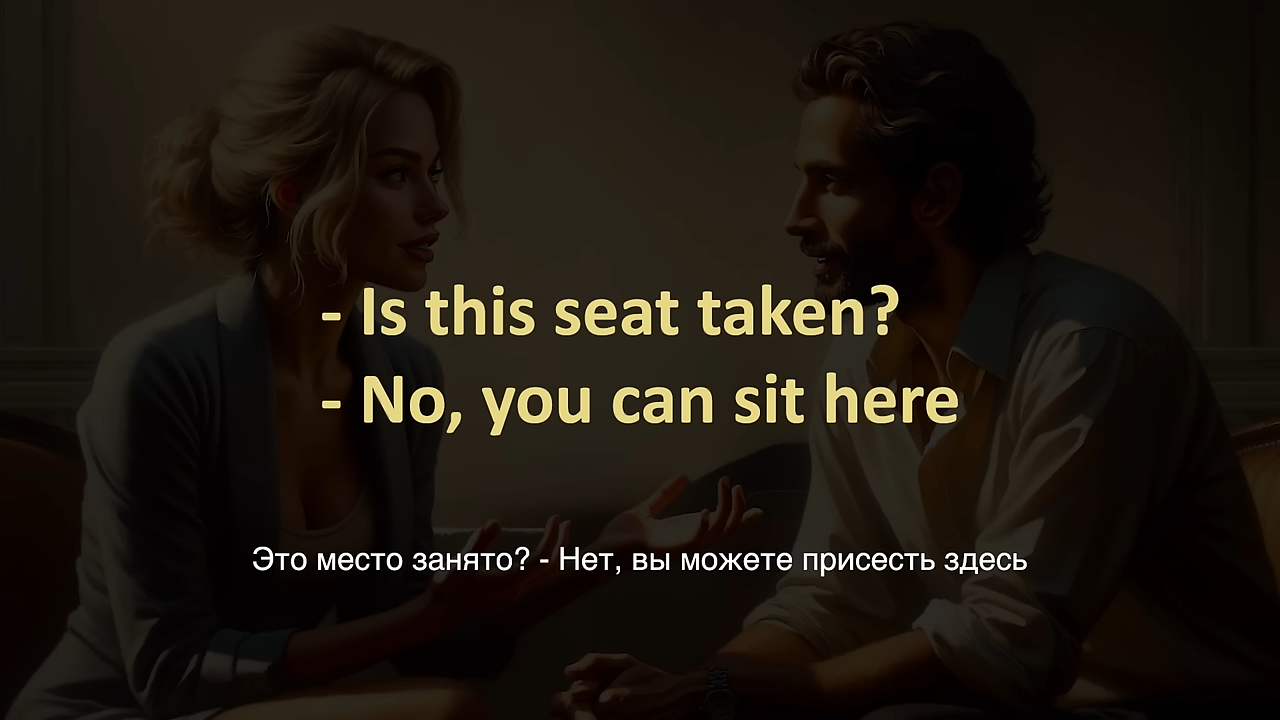 - Is this seat taken?
- No, you can sit here
Это место занято? - Нет, вы можете присесть здесь